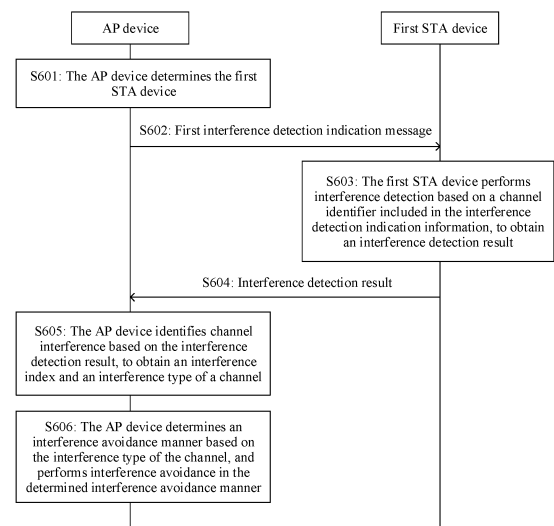 AP device
First STA device
S601: The AP device determines the first
STA device
S602: First interference detection indication message
S603: The first STA device performs
interference detection based on a channel
identifier included in the interference
detection indication information, to obtain
an interference detection result
S604: Interference detection result
S605: The AP device identifies channel
interference based on the interference
detection result, to obtain an interference
index and an interference type of a channel
S606: The AP device determines an
interference avoidance manner based on
the interference type of the channel, and
performs interference avoidance in the
determined interference avoidance manner